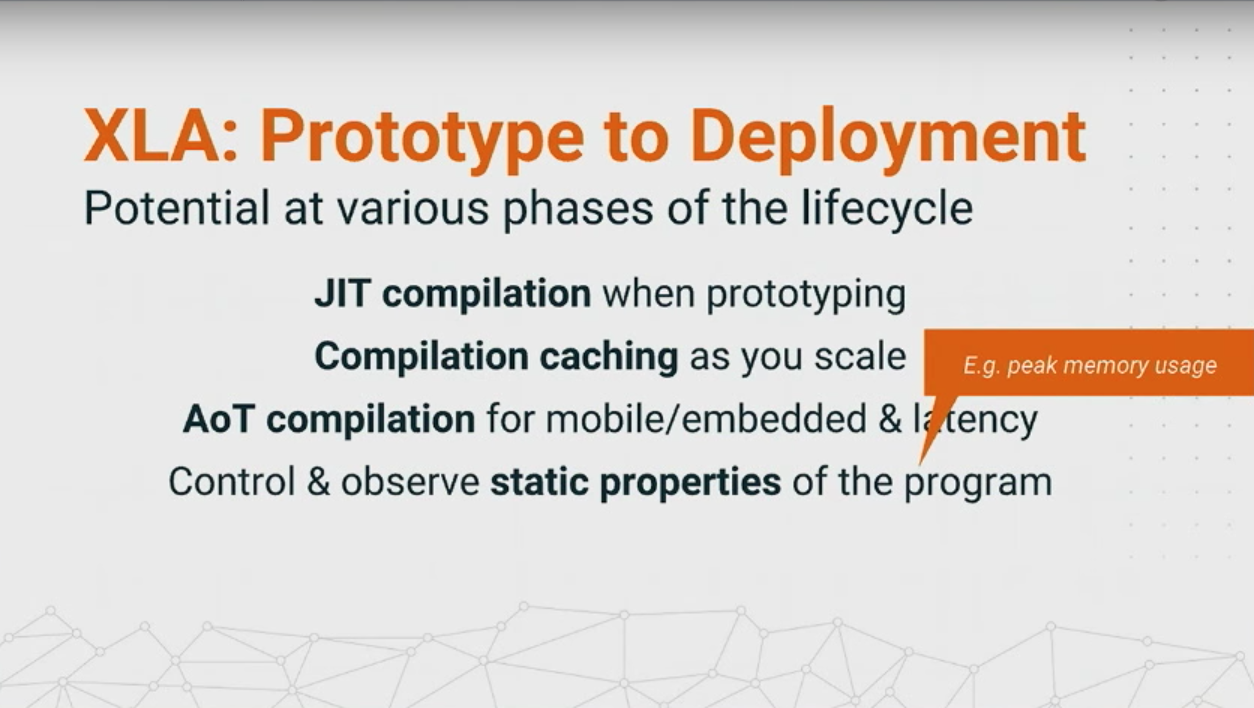 XLA: Prototype to Deployment
Potential at various phases of the lifecycle
JIT compilation when prototyping
Compilation caching as you scale
E.g. peak memory usage
AoT compilation for mobile/embedded & latency
Control & observe static properties of the program